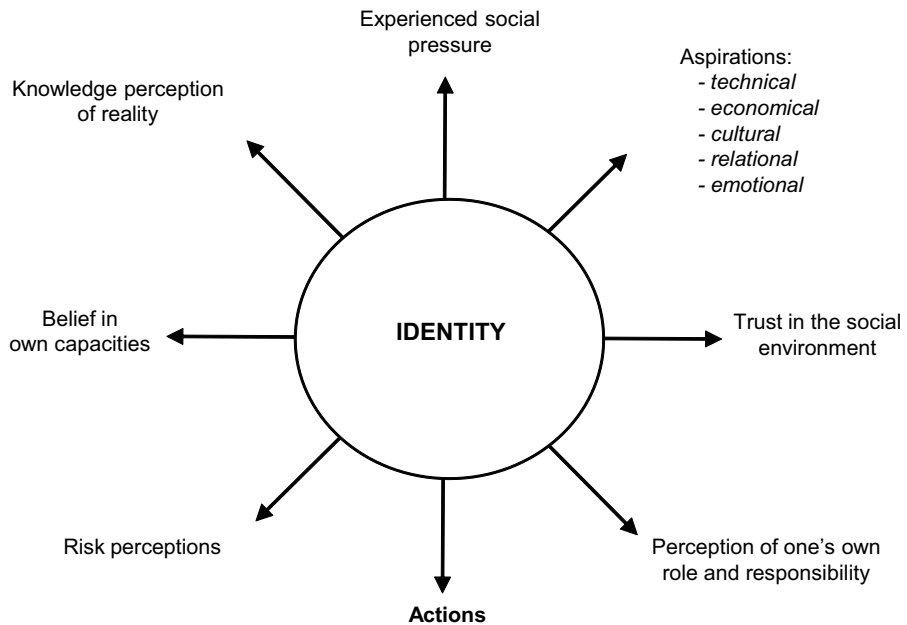 Experienced social
pressure
Aspirations:
- technical
- economical
- cultural
- relational
- emotional
Knowledge perception
of reality
Belief in
own capacities
IDENTITY
Trust in the social
environment
Risk perceptions
Perception of one's own
role and responsibility
Actions